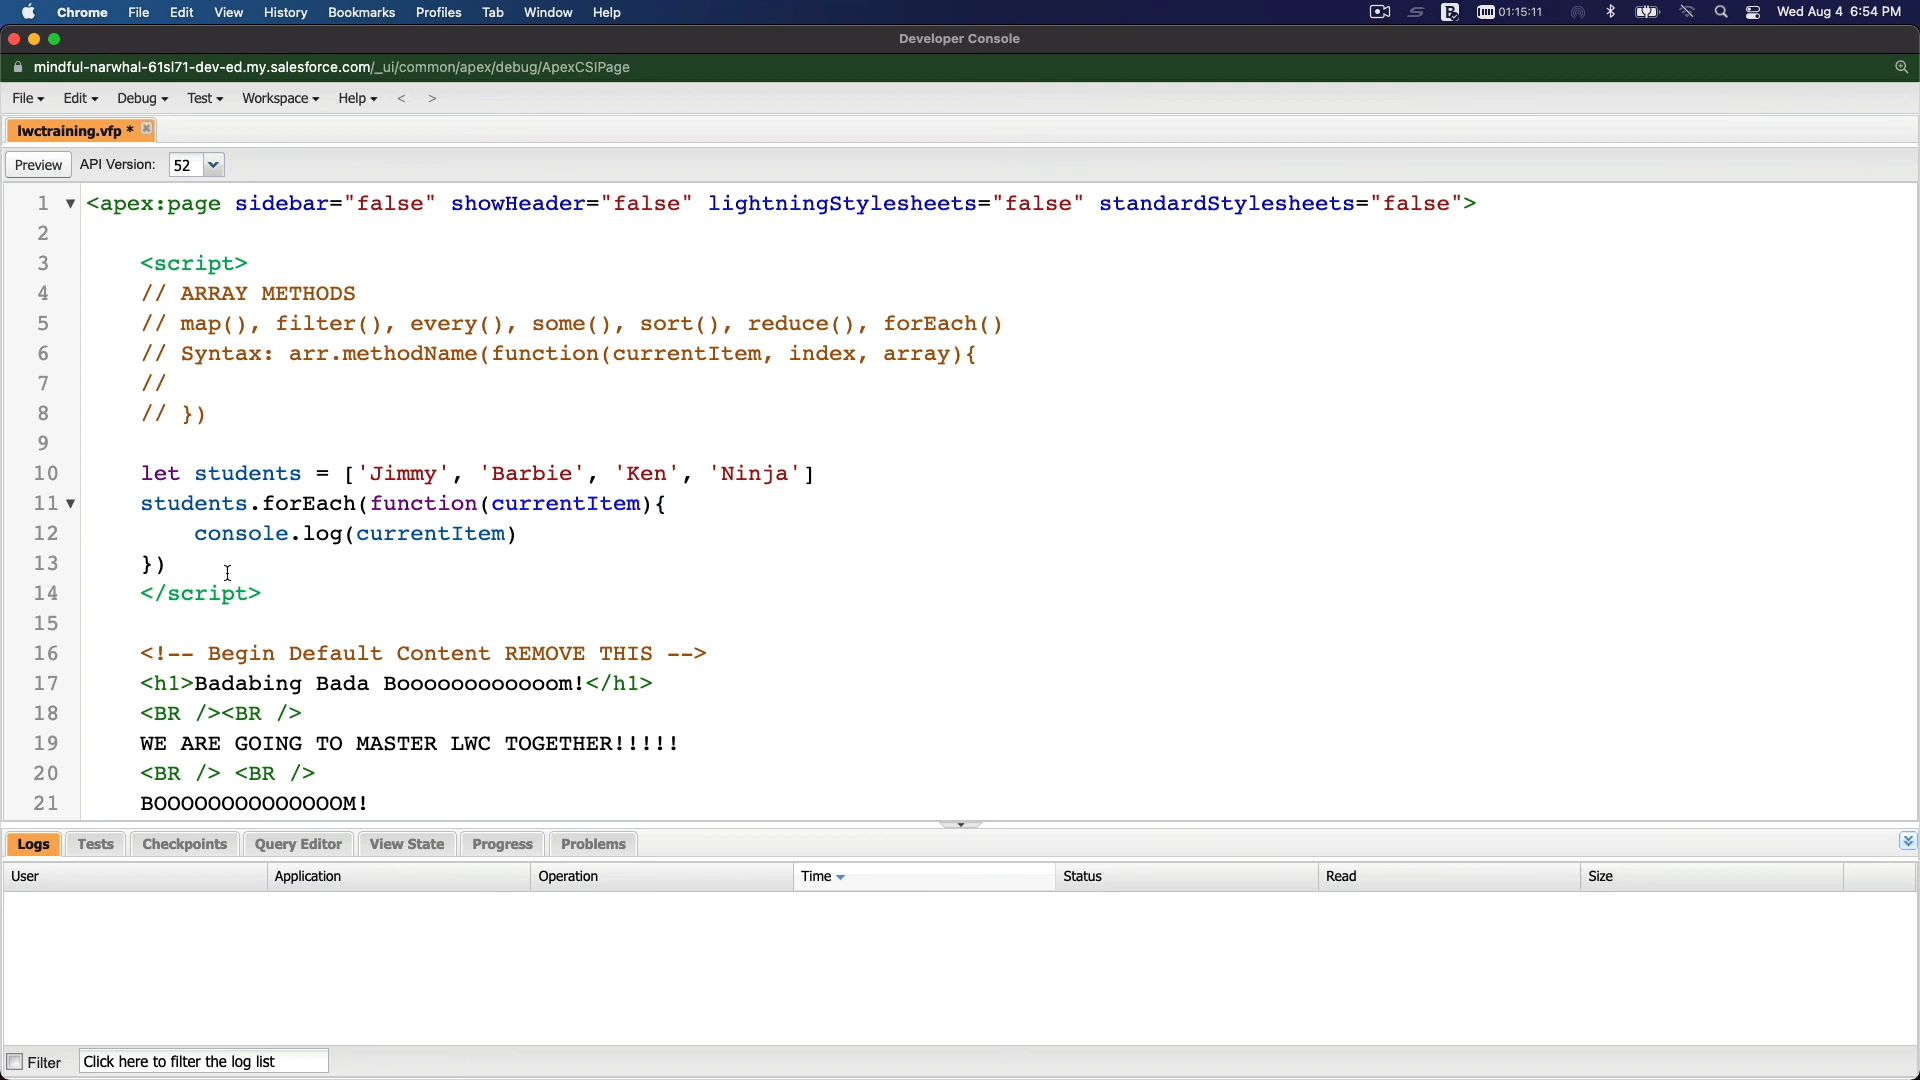 Chrome File Edit View History Bookmarks Profiles Tab Window Help 01:15:11 Wed Aug 4 6:54 PM
Developer Console
mindful-narwhal-61sl71-dev-ed.my.salesforce.com/_ui/common/apex/debug/ApexCSIPage
File Edit Debug Test Workspace Help < >
lwctraining.vfp *
Preview API Version: 52
1 <apex:page sidebar="false" showHeader="false" lightningStylesheets="false" standardStylesheets="false">
2
3 <script>
4 // ARRAY METHODS
5 // map(), filter(), every(), some(), sort(), reduce(), forEach()
6 // Syntax: arr.methodName(function(currentItem, index, array){
7 //
8 // })
9
10 let students = ['Jimmy', 'Barbie', 'Ken', 'Ninja']
11 students.forEach(function(currentItem){
12 console.log(currentItem)
13 })
14 </script>
15
16 <!-- Begin Default Content REMOVE THIS -->
17 <h1>Badabing Bada Boooooooooooom!</h1>
18 <BR /><BR />
19 WE ARE GOING TO MASTER LWC TOGETHER!!!!!
20 <BR /> <BR />
21 BOOOOOOOOOOOOOOM!
Logs Tests Checkpoints Query Editor View State Progress Problems
User Application Operation Time Status Read Size
Filter Click here to filter the log list